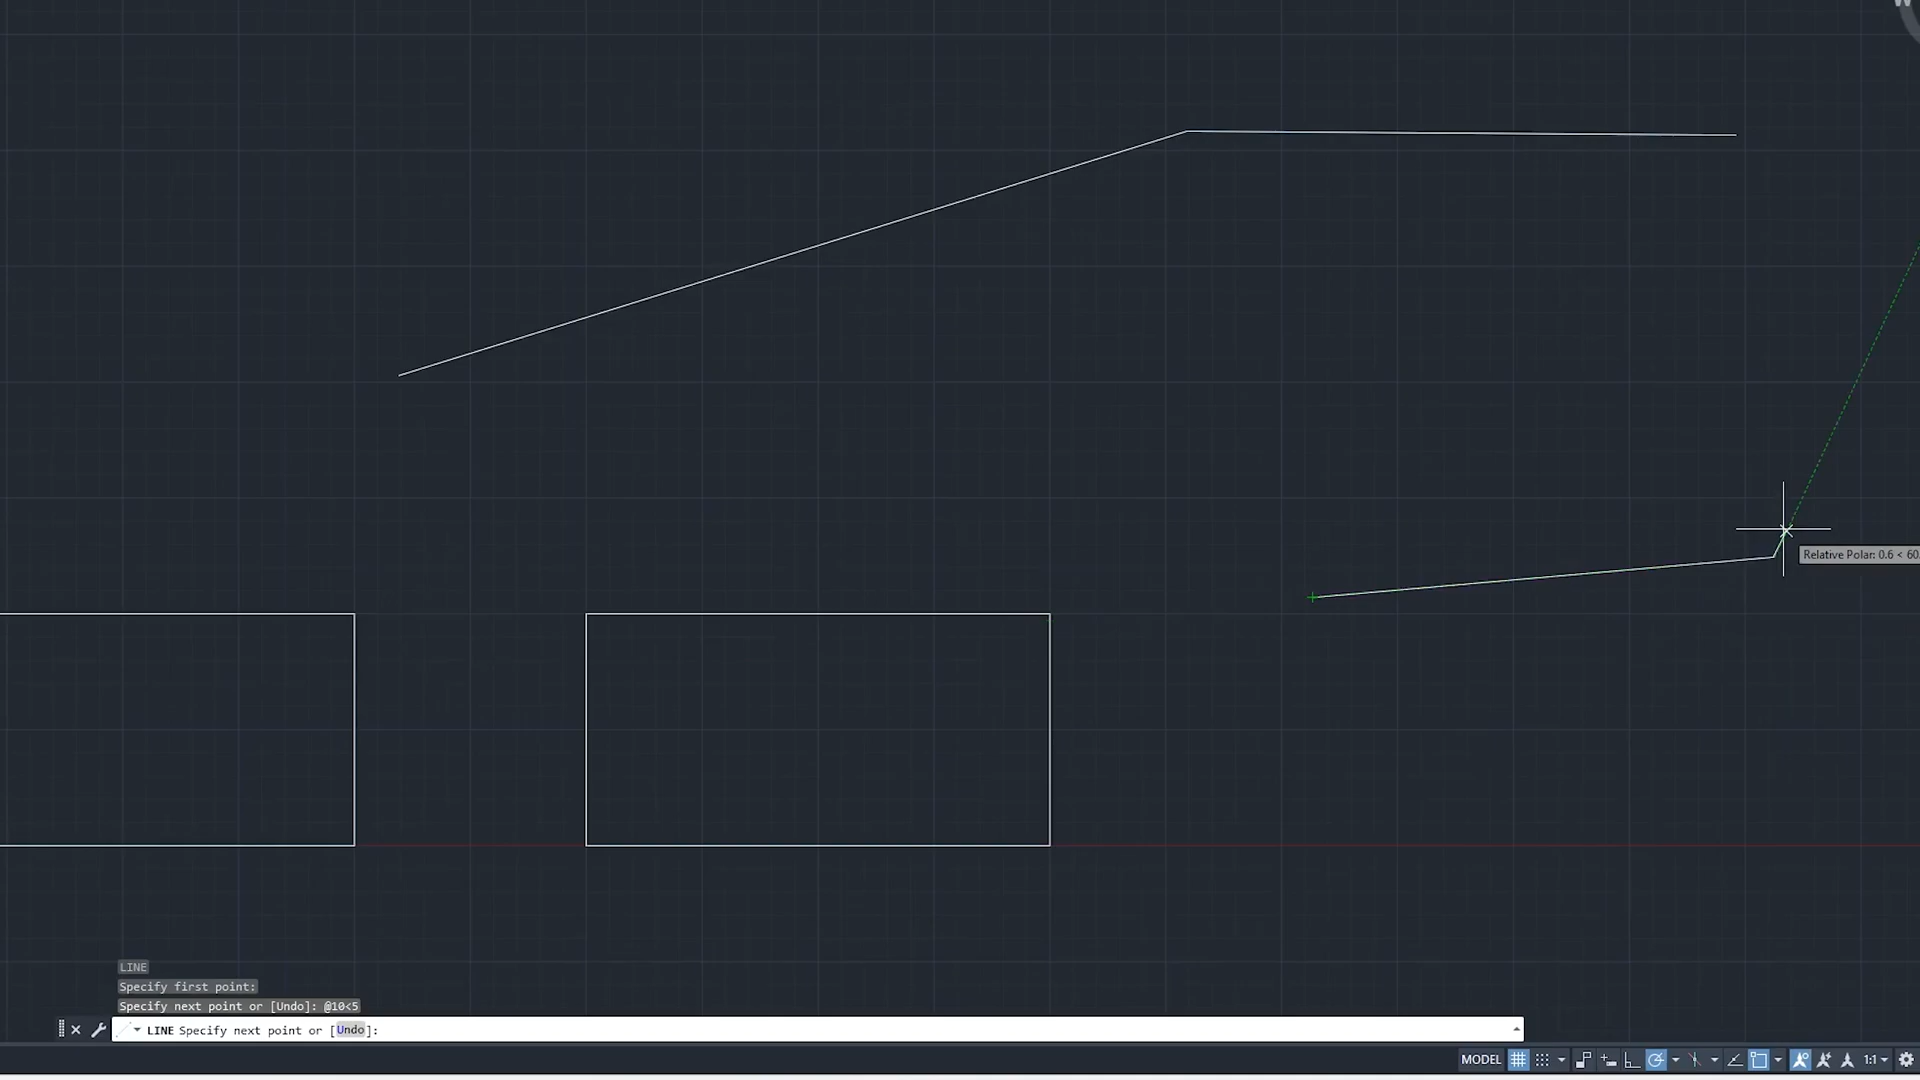 Relative Polar: 0.6 < 60.
LINE
Specify first point:
Specify next point or [Undo]: @10<5
LINE Specify next point or [Undo]:
MODEL 1:1